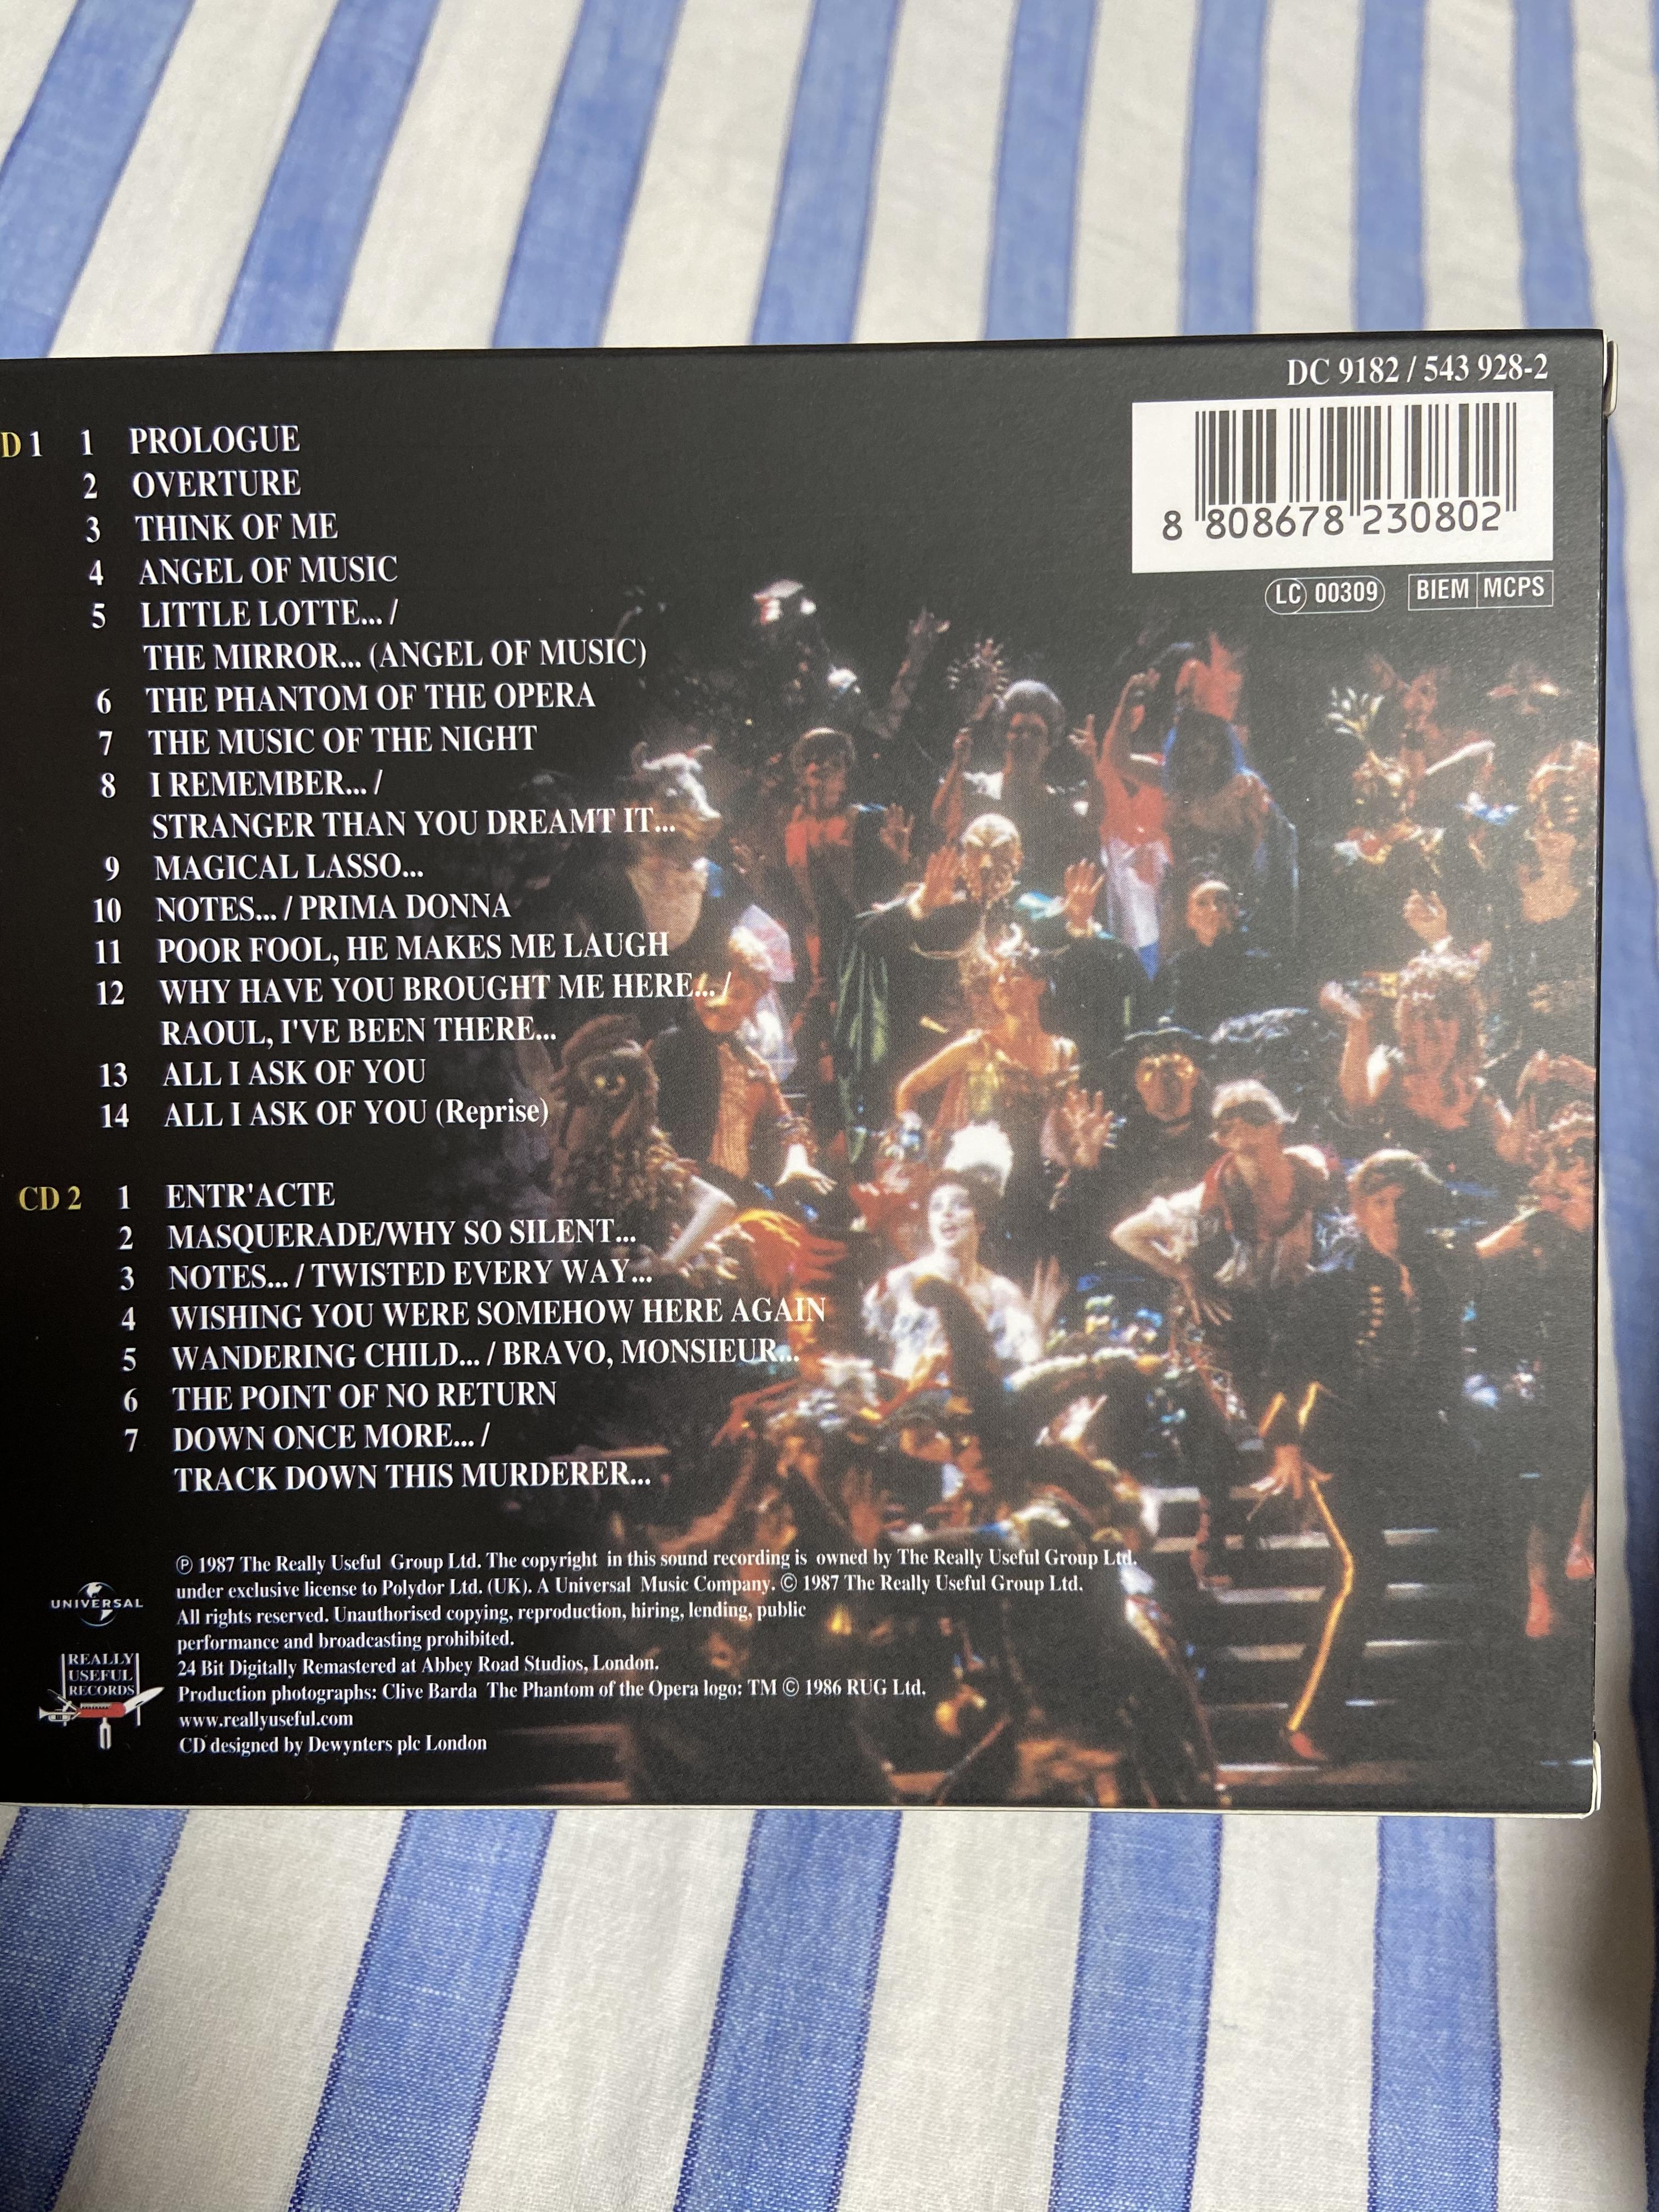 DC 9182 / 543 928-2
8 808678 230802
LC 00309 BIEM MCPS
D 1 1 PROLOGUE
2 OVERTURE
3 THINK OF ME
4 ANGEL OF MUSIC
5 LITTLE LOTTE... /
THE MIRROR... (ANGEL OF MUSIC)
6 THE PHANTOM OF THE OPERA
7 THE MUSIC OF THE NIGHT
8 I REMEMBER... /
STRANGER THAN YOU DREAMT IT...
9 MAGICAL LASSO...
10 NOTES... / PRIMA DONNA
11 POOR FOOL, HE MAKES ME LAUGH
12 WHY HAVE YOU BROUGHT ME HERE... /
RAOUL, I'VE BEEN THERE...
13 ALL I ASK OF YOU
14 ALL I ASK OF YOU (Reprise)
CD 2 1 ENTR'ACTE
2 MASQUERADE/WHY SO SILENT...
3 NOTES... / TWISTED EVERY WAY...
4 WISHING YOU WERE SOMEHOW HERE AGAIN
5 WANDERING CHILD... / BRAVO, MONSIEUR...
6 THE POINT OF NO RETURN
7 DOWN ONCE MORE... /
TRACK DOWN THIS MURDERER...
℗ 1987 The Really Useful Group Ltd. The copyright in this sound recording is owned by The Really Useful Group Ltd.
under exclusive license to Polydor Ltd. (UK). A Universal Music Company. © 1987 The Really Useful Group Ltd.
All rights reserved. Unauthorised copying, reproduction, hiring, lending, public
performance and broadcasting prohibited.
24 Bit Digitally Remastered at Abbey Road Studios, London.
Production photographs: Clive Barda The Phantom of the Opera logo: TM © 1986 RUG Ltd.
www.reallyuseful.com
CD designed by Dewynters plc London
UNIVERSAL
REALLY
USEFUL
RECORDS